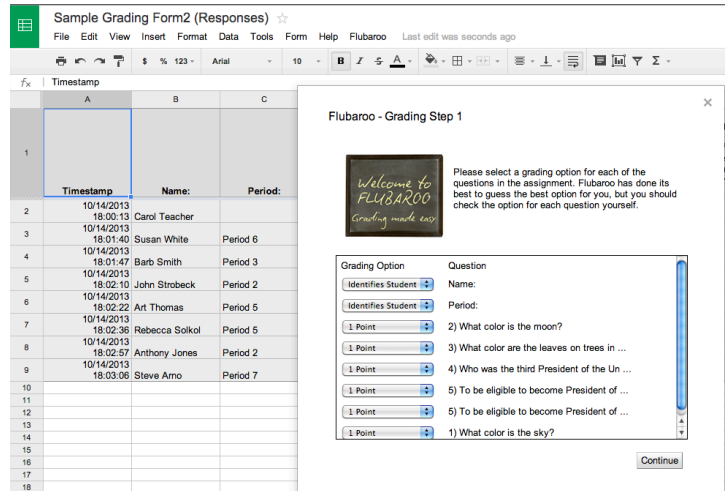 Sample Grading Form2 (Responses)
File Edit View Insert Format Data Tools Form Help Flubaroo Last edit was seconds ago
$ % 123 Arial 10 B I S A Σ
fx Timestamp
A B C
1 Timestamp Name: Period:
2 10/14/2013 18:00:13 Carol Teacher
3 10/14/2013 18:01:40 Susan White Period 6
4 10/14/2013 18:01:47 Barb Smith Period 3
5 10/14/2013 18:02:10 John Strobeck Period 2
6 10/14/2013 18:02:22 Art Thomas Period 5
7 10/14/2013 18:02:36 Rebecca Solkol Period 5
8 10/14/2013 18:02:57 Anthony Jones Period 2
9 10/14/2013 18:03:06 Steve Arno Period 7
10
11
12
13
14
15
16
17
18
Flubaroo - Grading Step 1
Welcome to
FLUBAROO
Grading made easy
Please select a grading option for each of the
questions in the assignment. Flubaroo has done its
best to guess the best option for you, but you should
check the option for each question yourself.
Grading Option Question
Identifies Student Name:
Identifies Student Period:
1 Point 2) What color is the moon?
1 Point 3) What color are the leaves on trees in ...
1 Point 4) Who was the third President of the Un ...
1 Point 5) To be eligible to become President of ...
1 Point 5) To be eligible to become President of ...
1 Point 1) What color is the sky?
Continue